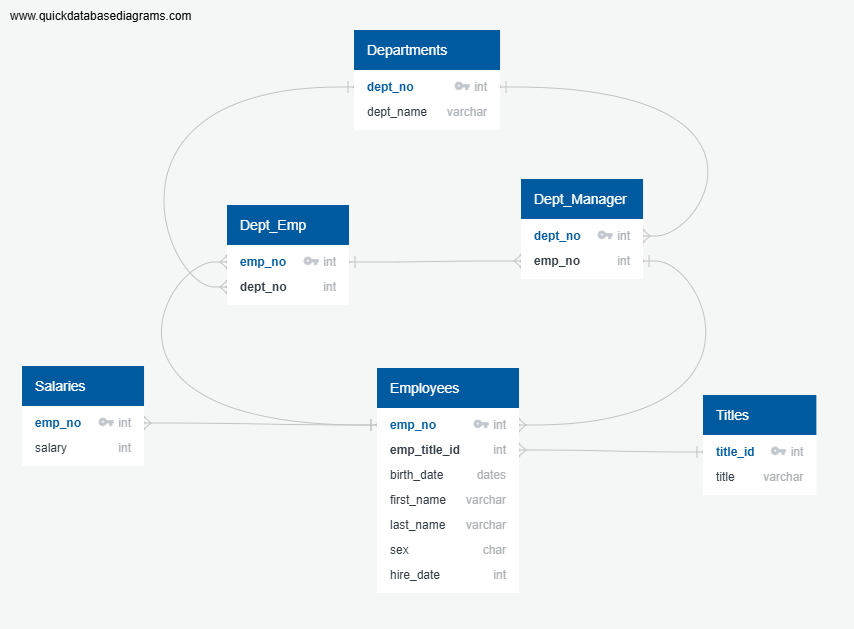 www.quickdatabasediagrams.com
Departments
dept_no int
dept_name varchar
Dept_Emp
emp_no int
dept_no int
Dept_Manager
dept_no int
emp_no int
Salaries
emp_no int
salary int
Employees
emp_no int
emp_title_id int
birth_date dates
first_name varchar
last_name varchar
sex char
hire_date int
Titles
title_id int
title varchar